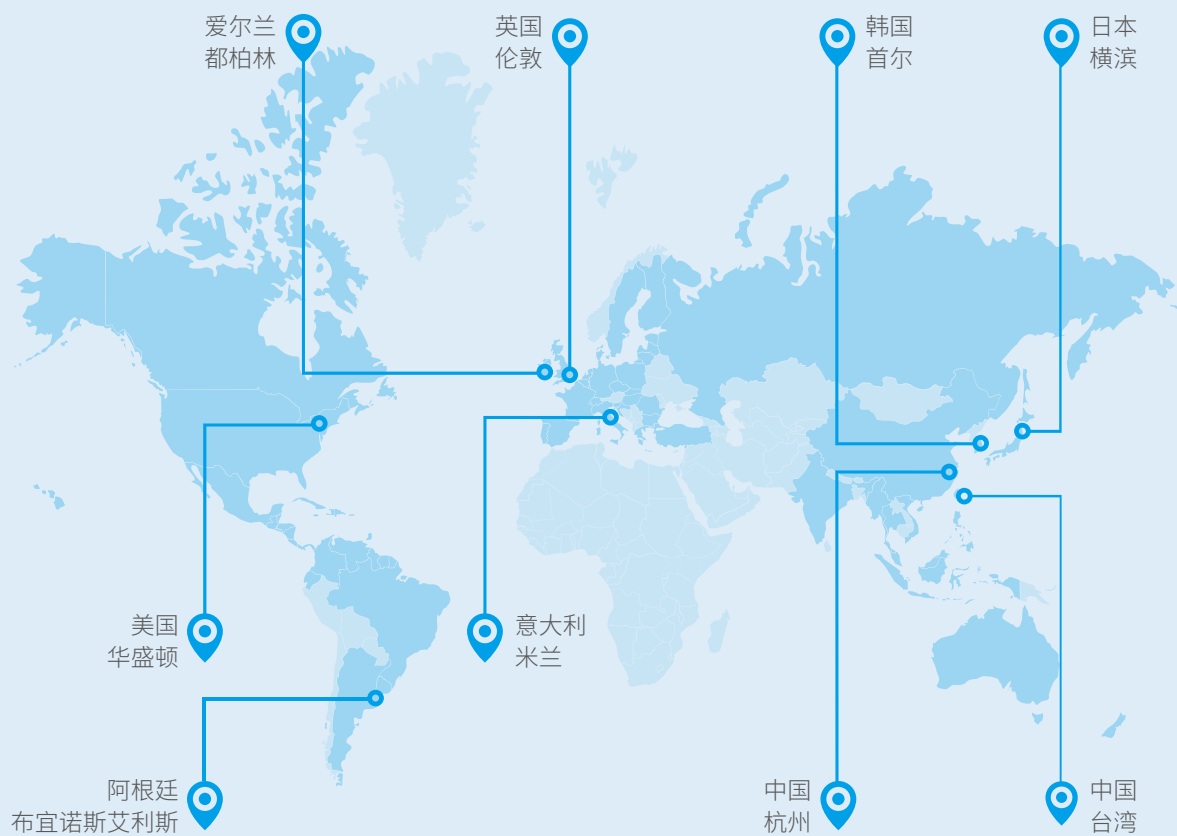 爱尔兰
都柏林
英国
伦敦
韩国
首尔
日本
横滨
美国
华盛顿
意大利
米兰
阿根廷
布宜诺斯艾利斯
中国
杭州
中国
台湾